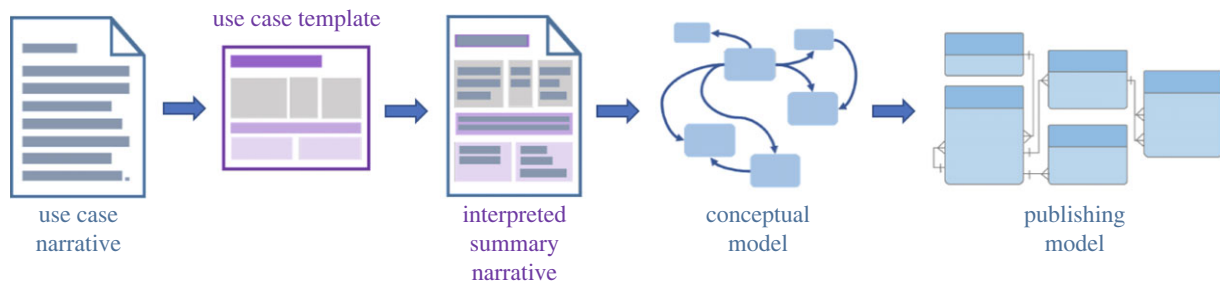 use case template
use case
narrative
interpreted
summary
narrative
conceptual
model
publishing
model